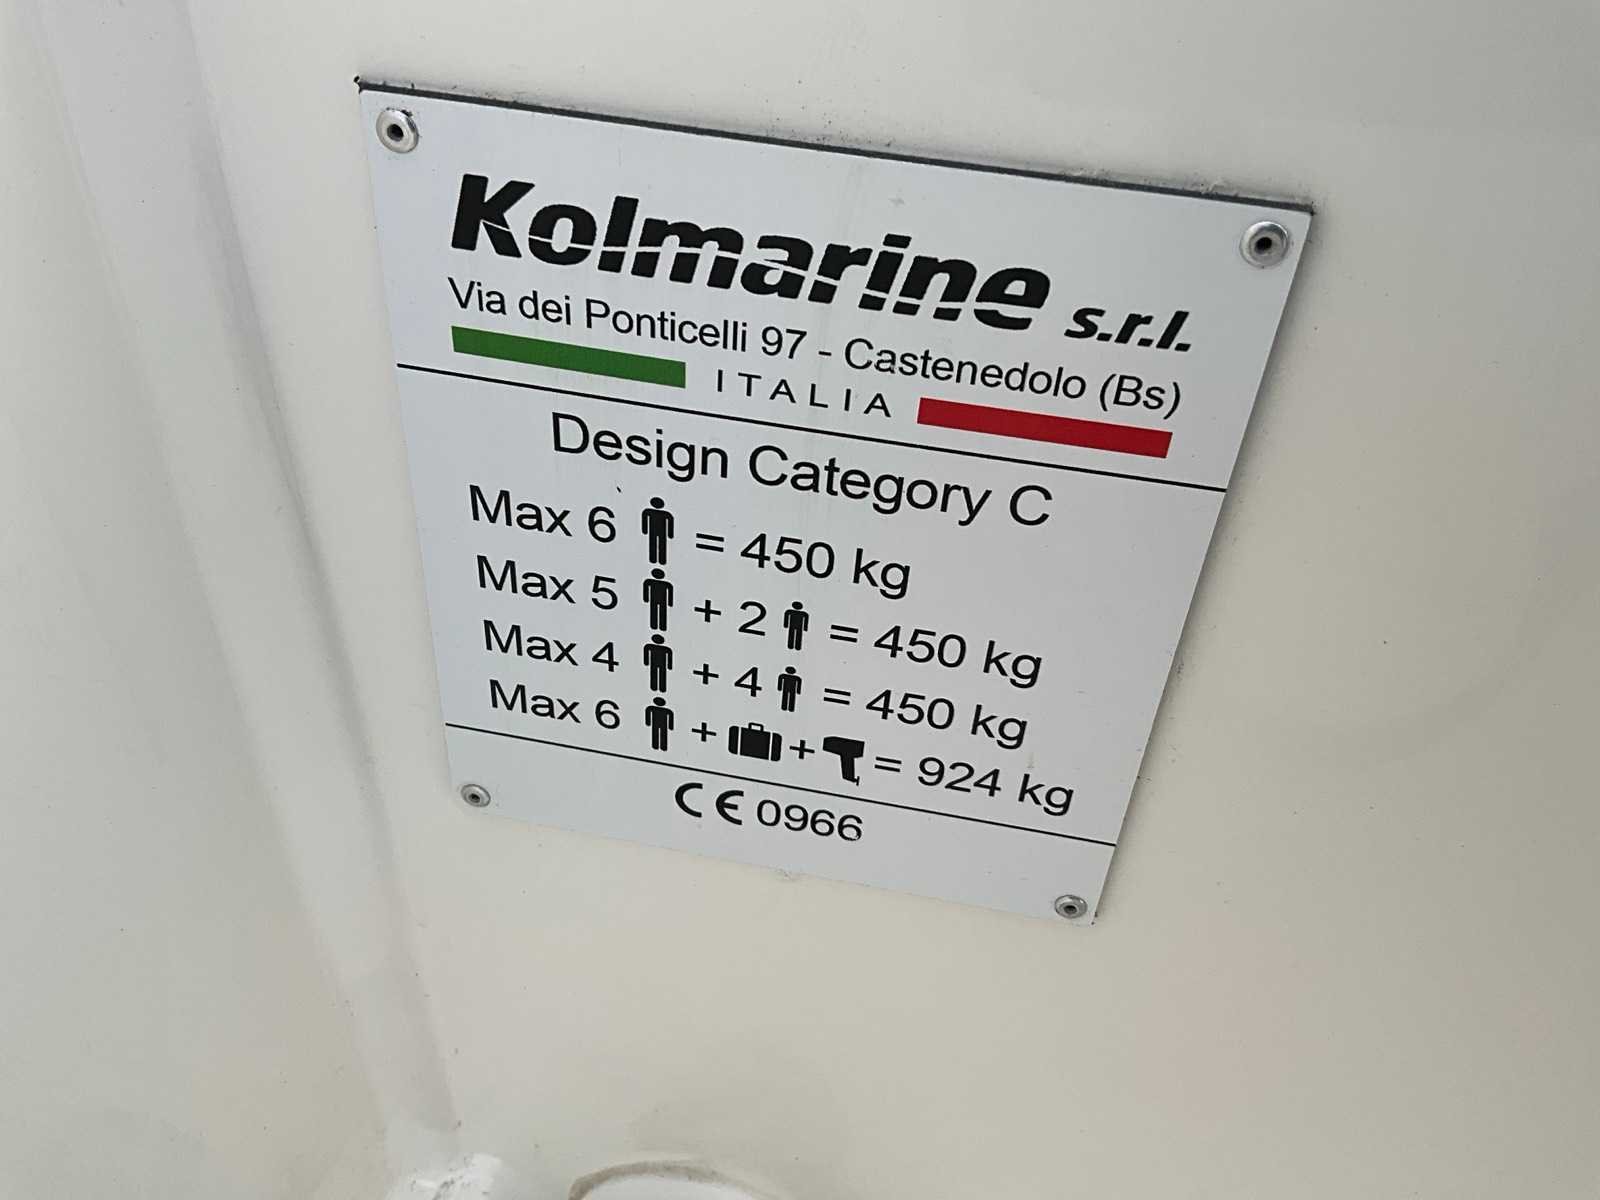 Kolmarine s.r.l.
Via dei Ponticelli 97 - Castenedolo (Bs)
ITALIA
Design Category C
Max 6 = 450 kg
Max 5 + 2 = 450 kg
Max 4 + 4 = 450 kg
Max 6 + + = 924 kg
CE 0966